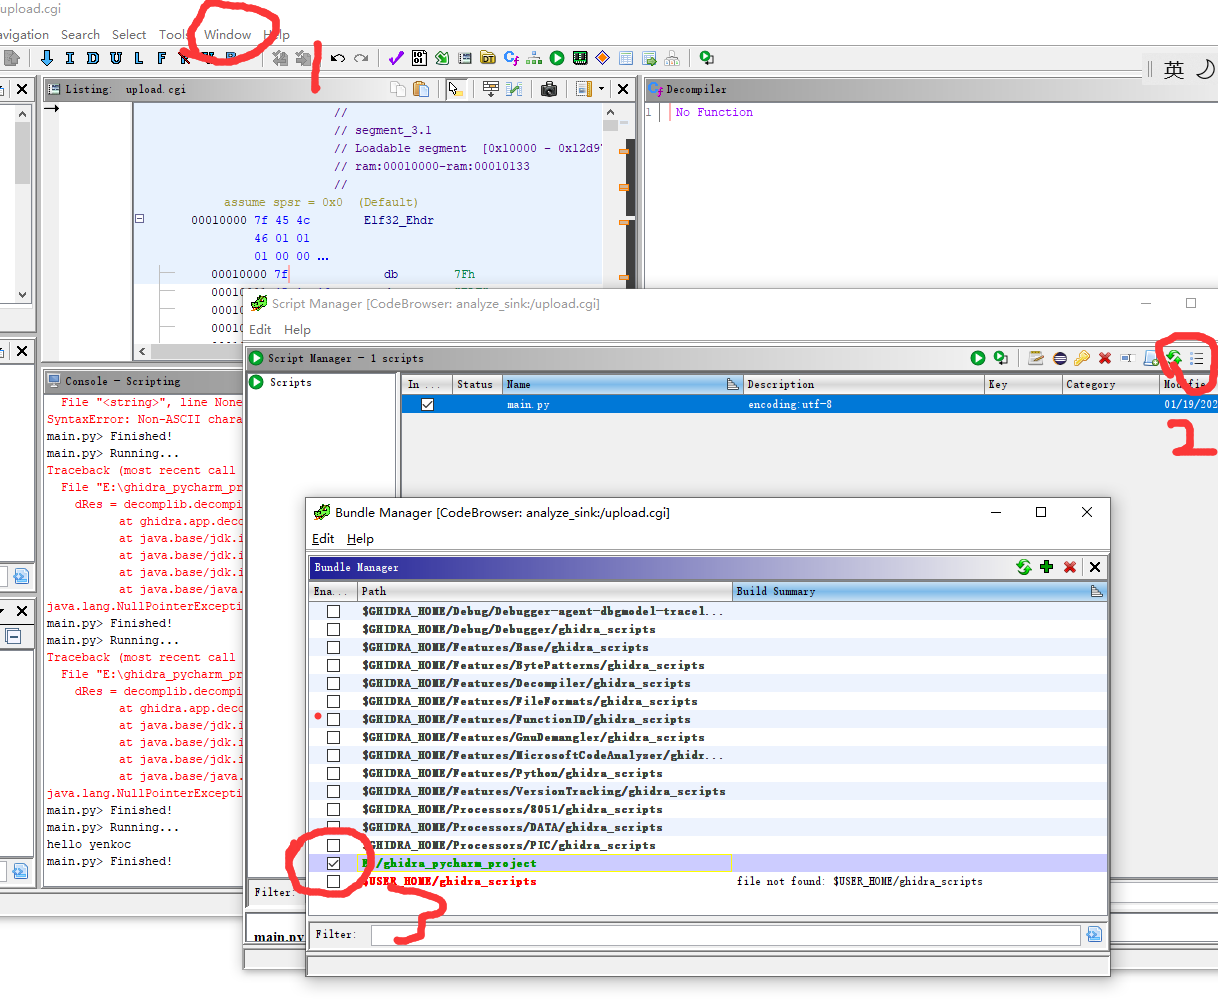 upload.cgi
avigation Search Select Tools Window Help
I D U L F
1
英
Listing: upload.cgi
//
// segment_3.1
// Loadable segment [0x10000 - 0x12d9
// ram:00010000-ram:00010133
//
assume spsr = 0x0 (Default)
00010000 7f 45 4c Elf32_Ehdr
46 01 01
01 00 00 ...
00010000 7f db 7Fh
Decompiler
1 No Function
Console - Scripting
File "<string>", line None
SyntaxError: Non-ASCII chara
main.py> Finished!
main.py> Running...
Traceback (most recent call
File "E:\ghidra_pycharm_pr
dRes = decomplib.decompi
at ghidra.app.deco
at java.base/jdk.i
at java.base/jdk.i
at java.base/jdk.i
at java.base/java.
java.lang.NullPointerExcepti
main.py> Finished!
main.py> Running...
Traceback (most recent call
File "E:\ghidra_pycharm_pr
dRes = decomplib.decompi
at ghidra.app.deco
at java.base/jdk.i
at java.base/jdk.i
at java.base/jdk.i
at java.base/java.
java.lang.NullPointerExcepti
main.py> Finished!
main.py> Running...
hello yenkoc
main.py> Finished!
Script Manager [CodeBrowser: analyze_sink:/upload.cgi]
Edit Help
Script Manager - 1 scripts
Scripts
In ... Status Name Description Key Category Modifie
main.py encoding:utf-8 01/19/202
2
Filter:
main.py
Bundle Manager [CodeBrowser: analyze_sink:/upload.cgi]
Edit Help
Bundle Manager
Ena... Path Build Summary
$GHIDRA_HOME/Debug/Debugger-agent-dbgmodel-tracel...
$GHIDRA_HOME/Debug/Debugger/ghidra_scripts
$GHIDRA_HOME/Features/Base/ghidra_scripts
$GHIDRA_HOME/Features/BytePatterns/ghidra_scripts
$GHIDRA_HOME/Features/Decompiler/ghidra_scripts
$GHIDRA_HOME/Features/FileFormats/ghidra_scripts
$GHIDRA_HOME/Features/FunctionID/ghidra_scripts
$GHIDRA_HOME/Features/GnuDemangler/ghidra_scripts
$GHIDRA_HOME/Features/MicrosoftCodeAnalyzer/ghidr...
$GHIDRA_HOME/Features/Python/ghidra_scripts
$GHIDRA_HOME/Features/VersionTracking/ghidra_scripts
$GHIDRA_HOME/Processors/8051/ghidra_scripts
$GHIDRA_HOME/Processors/DATA/ghidra_scripts
$GHIDRA_HOME/Processors/PIC/ghidra_scripts
/ghidra_pycharm_project
$USER_HOME/ghidra_scripts file not found: $USER_HOME/ghidra_scripts
3
Filter: